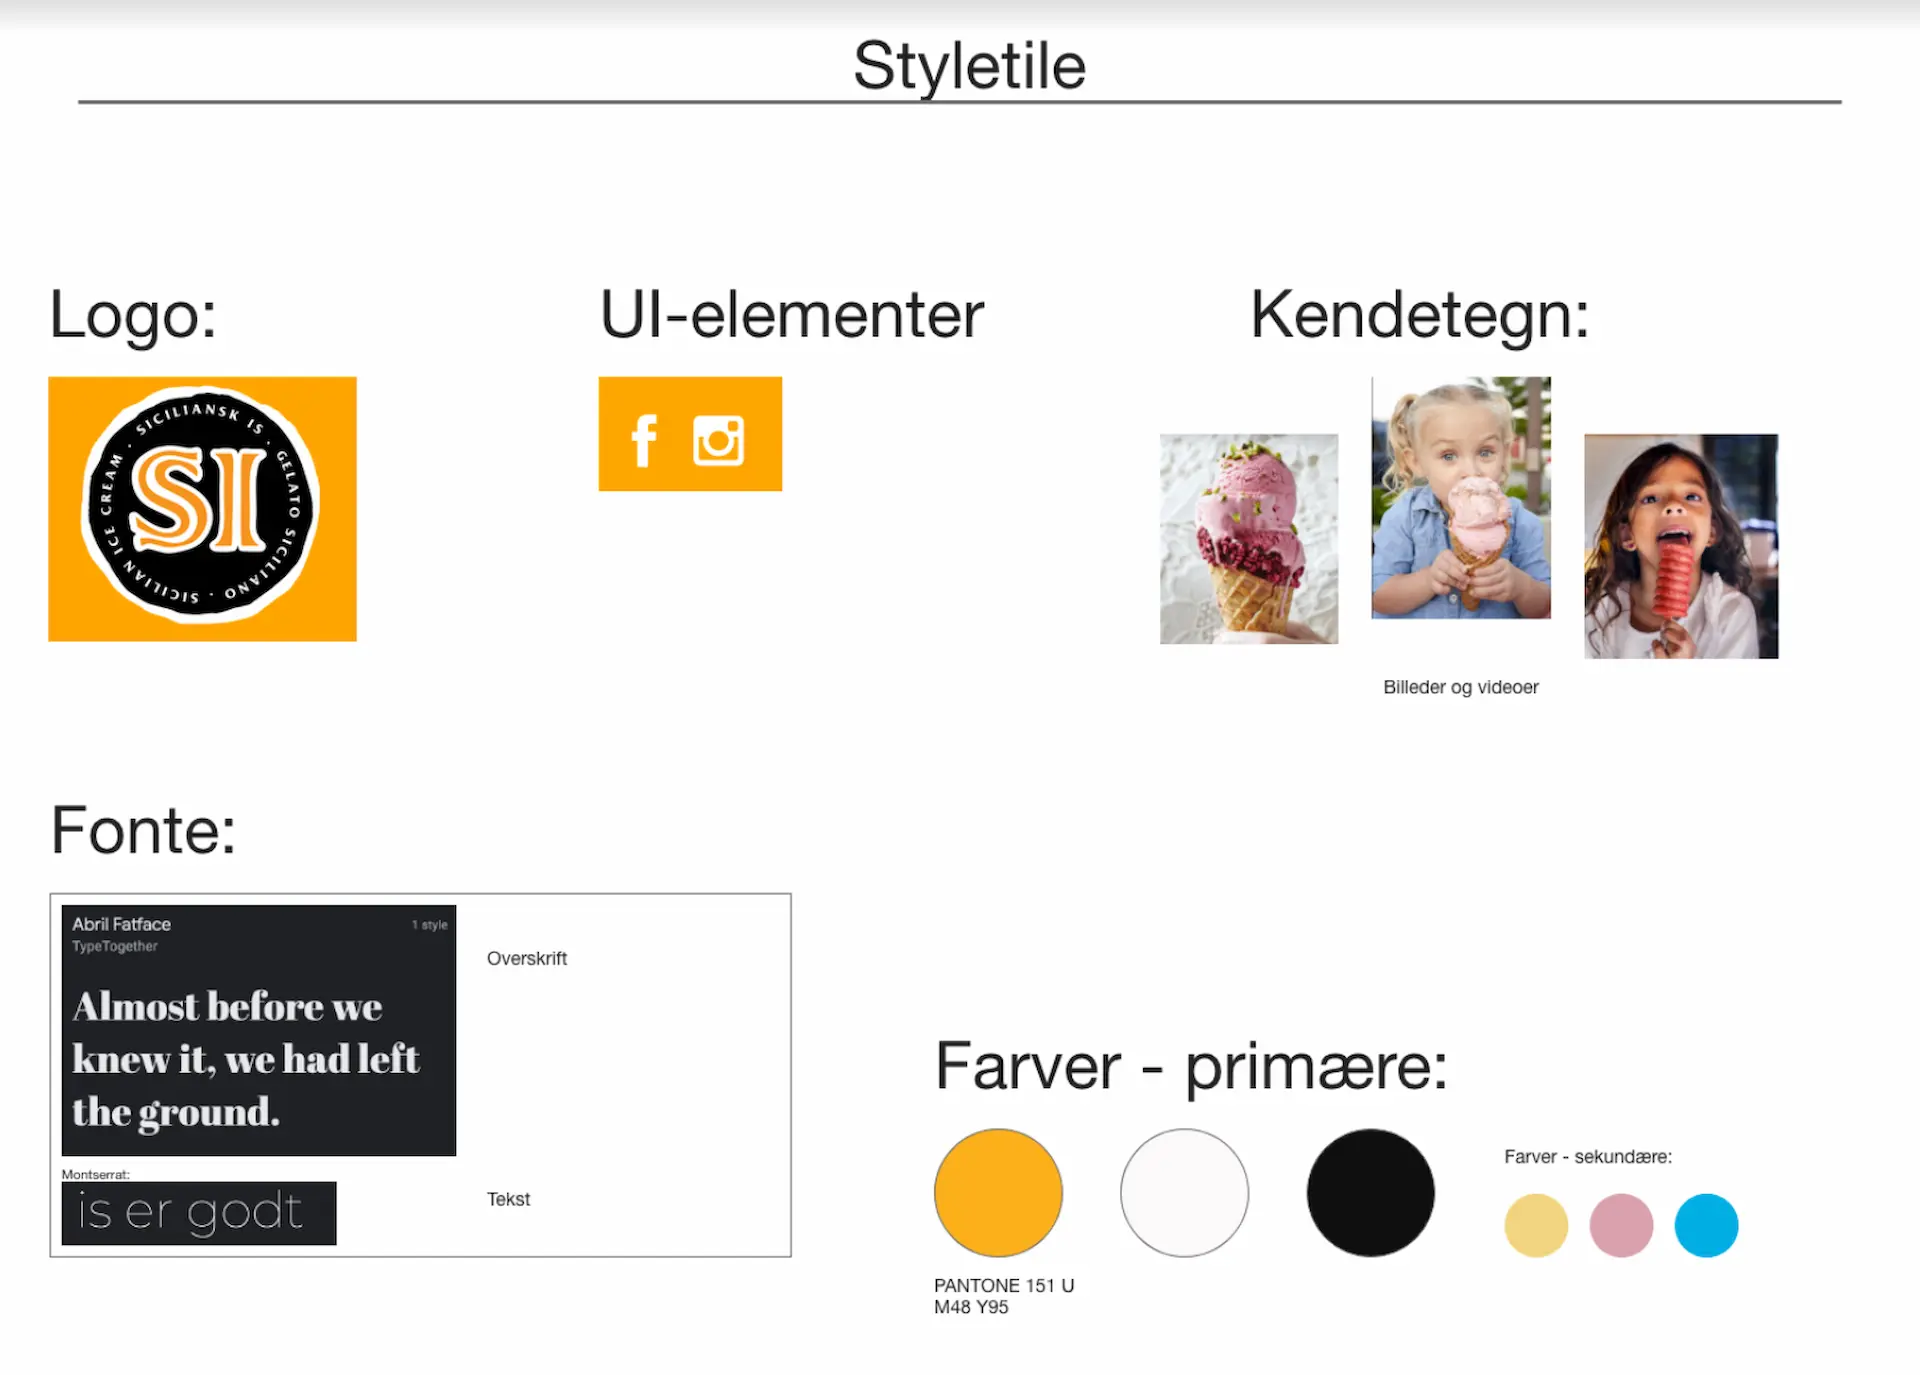 Styletile
Logo:
SICILIANSK IS · GELATO SICILIANO · SICILIAN ICE CREAM ·
SI
UI-elementer
Kendetegn:
Billeder og videoer
Fonte:
Abril Fatface
1 style
TypeTogether
Almost before we
knew it, we had left
the ground.
Overskrift
Montserrat:
is er godt
Tekst
Farver - primære:
PANTONE 151 U
M48 Y95
Farver - sekundære: